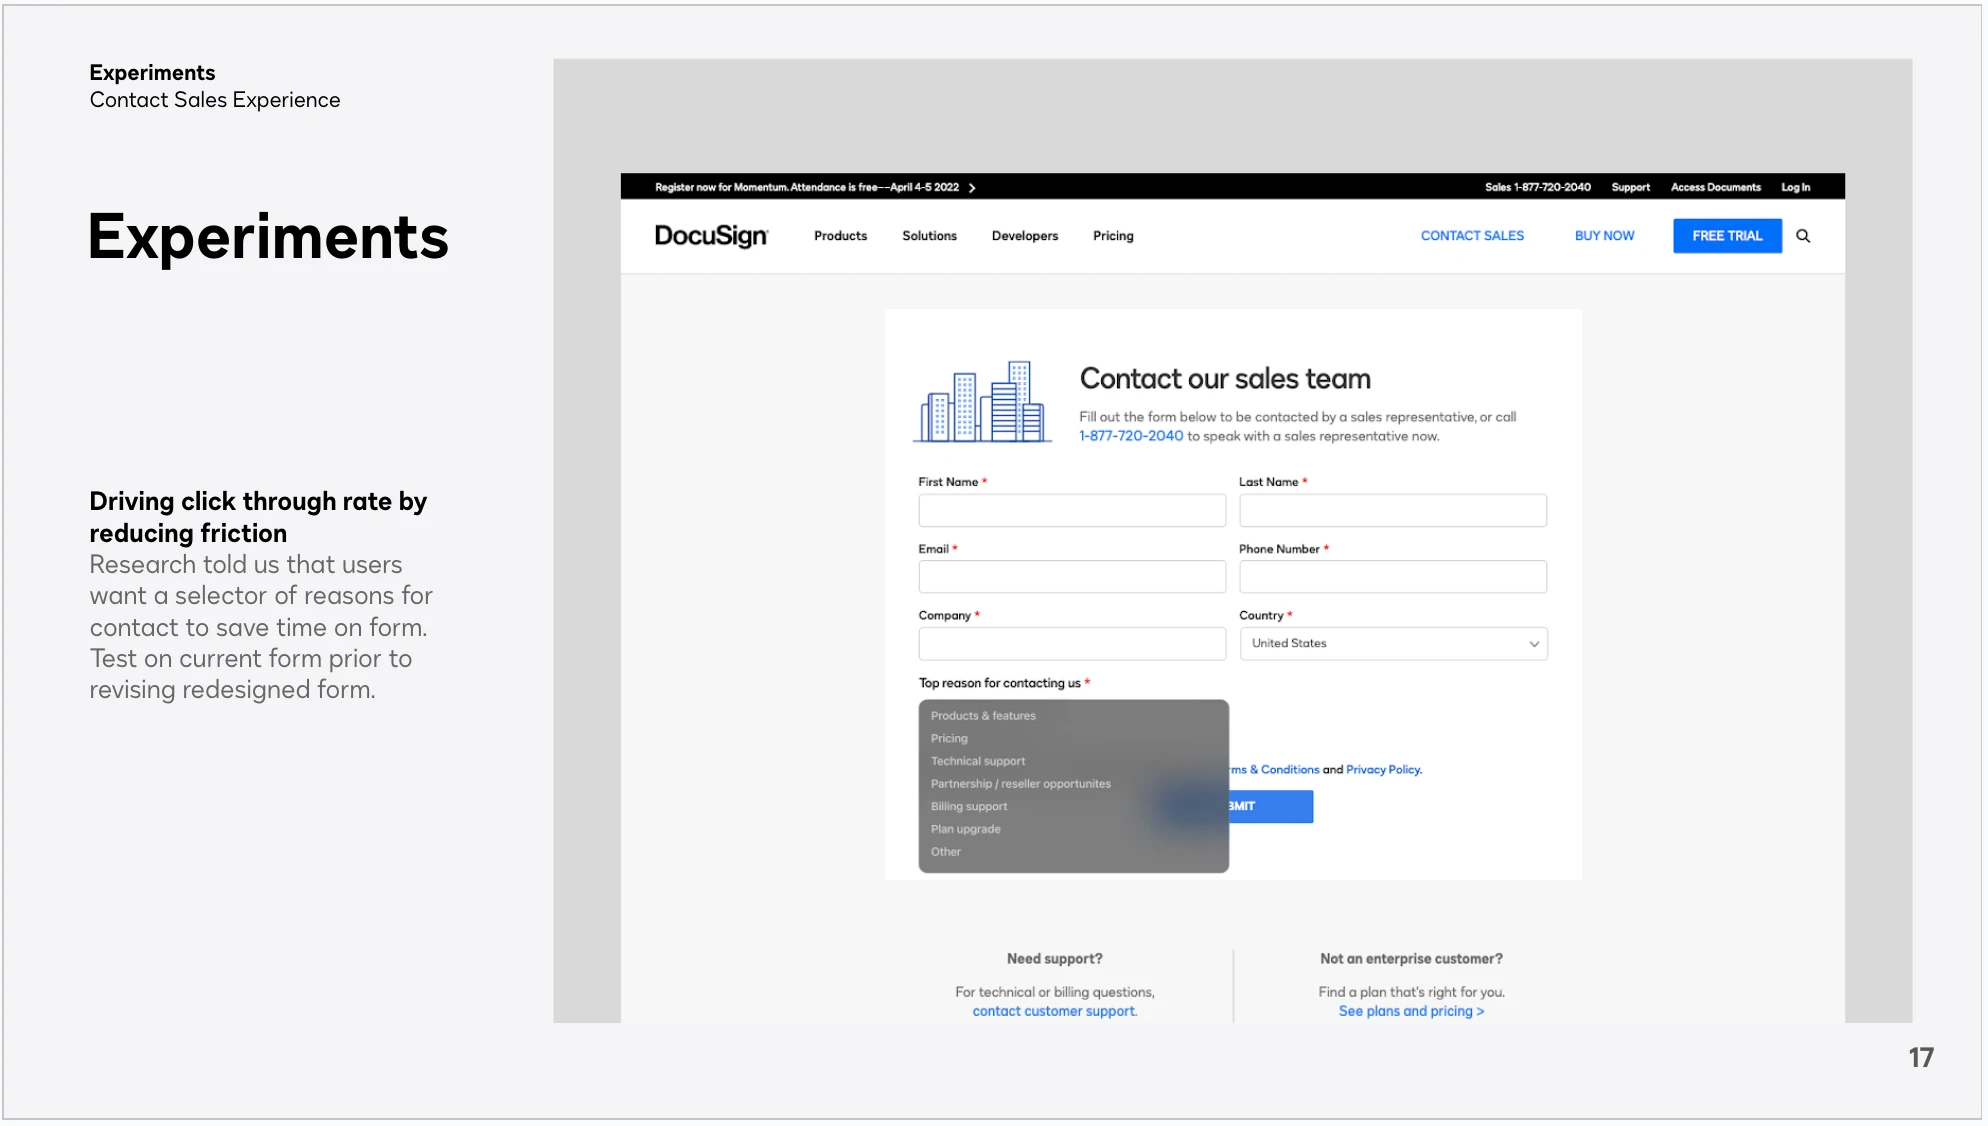 Experiments
Contact Sales Experience
Experiments
Driving click through rate by
reducing friction
Research told us that users
want a selector of reasons for
contact to save time on form.
Test on current form prior to
revising redesigned form.
Register now for Momentum. Attendance is free––April 4-5 2022
Sales 1-877-720-2040 Support Access Documents Log In
DocuSign Products Solutions Developers Pricing CONTACT SALES BUY NOW FREE TRIAL
Contact our sales team
Fill out the form below to be contacted by a sales representative, or call
1-877-720-2040 to speak with a sales representative now.
First Name * Last Name *
Email * Phone Number *
Company * Country *
United States
Top reason for contacting us *
Products & features
Pricing
Technical support
Partnership / reseller opportunites
Billing support
Plan upgrade
Other
& Conditions and Privacy Policy.
Need support?
For technical or billing questions,
contact customer support.
Not an enterprise customer?
Find a plan that's right for you.
See plans and pricing >
17